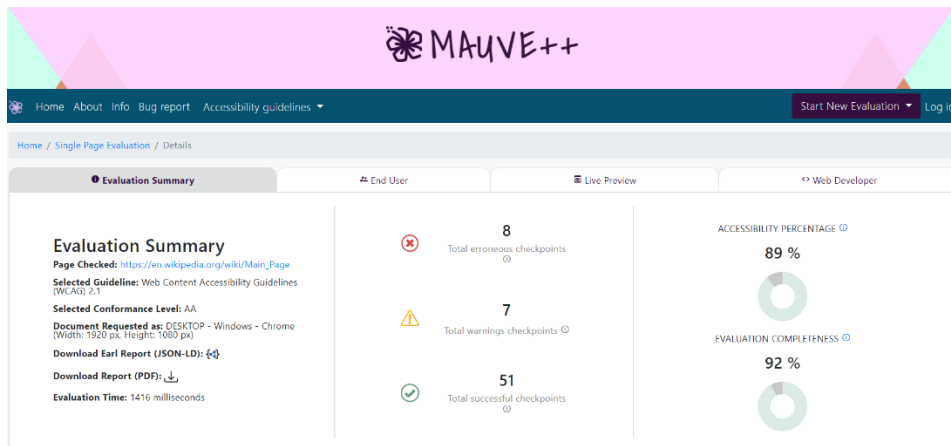 MAUVE++
Home About Info Bug report Accessibility guidelines
Start New Evaluation
Log in
Home / Single Page Evaluation / Details
Evaluation Summary
End User
Live Preview
Web Developer
Evaluation Summary
Page Checked: https://en.wikipedia.org/wiki/Main_Page
Selected Guideline: Web Content Accessibility Guidelines
(WCAG) 2.1
Selected Conformance Level: AA
Document Requested as: DESKTOP - Windows - Chrome
(Width: 1920 px, Height: 1080 px)
Download Earl Report (JSON-LD):
Download Report (PDF):
Evaluation Time: 1416 milliseconds
8
Total erroneous checkpoints
7
Total warnings checkpoints
51
Total successful checkpoints
ACCESSIBILITY PERCENTAGE
89 %
EVALUATION COMPLETENESS
92 %